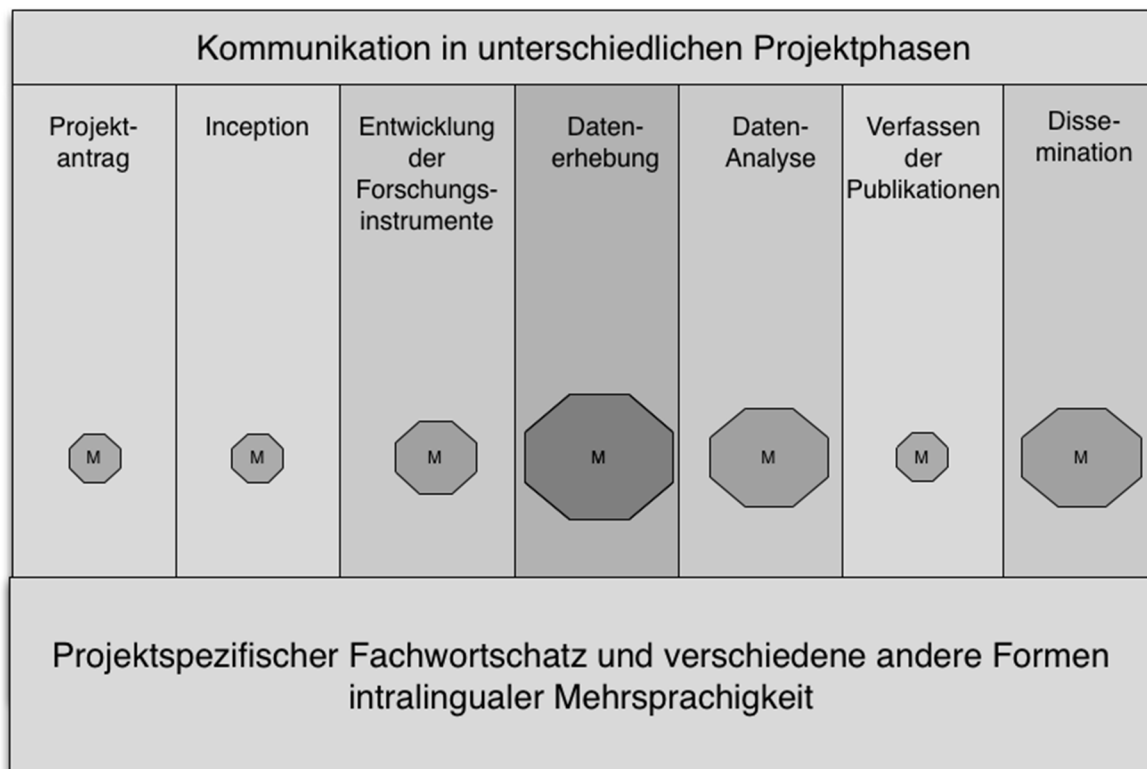 Kommunikation in unterschiedlichen Projektphasen
Projekt-
antrag
Inception
Entwicklung
der
Forschungs-
instrumente
Daten-
erhebung
Daten-
Analyse
Verfassen
der
Publikationen
Disse-
mination
M
M
M
M
M
M
M
Projektspezifischer Fachwortschatz und verschiedene andere Formen
intralingualer Mehrsprachigkeit